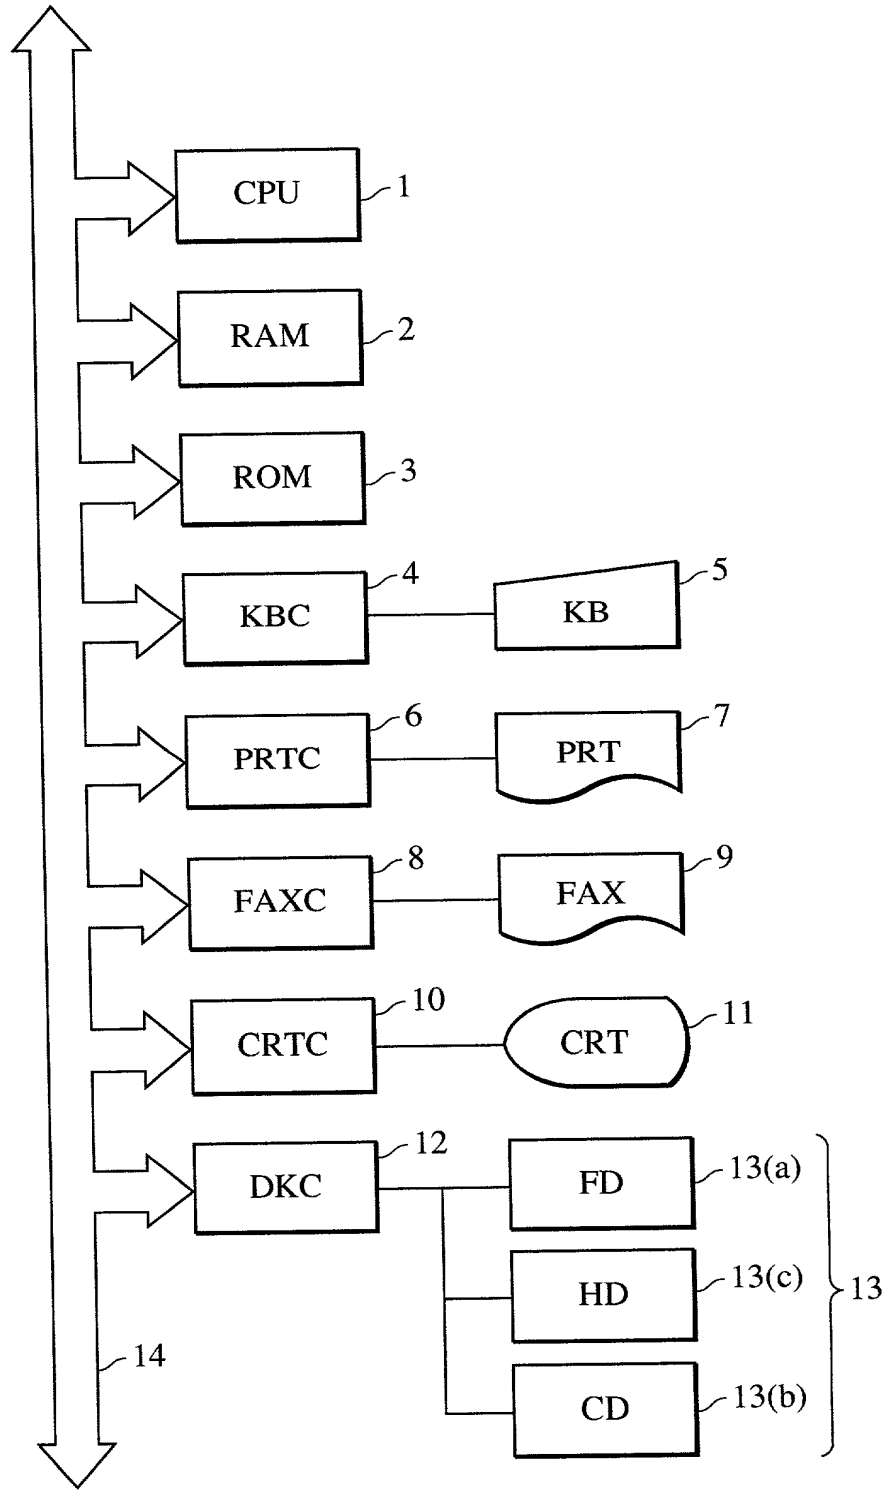 CPU 1
RAM 2
ROM 3
KBC 4 KB 5
PRTC 6 PRT 7
FAXC 8 FAX 9
CRTC 10 CRT 11
DKC 12 FD 13(a)
HD 13(c) 13
14
CD 13(b)